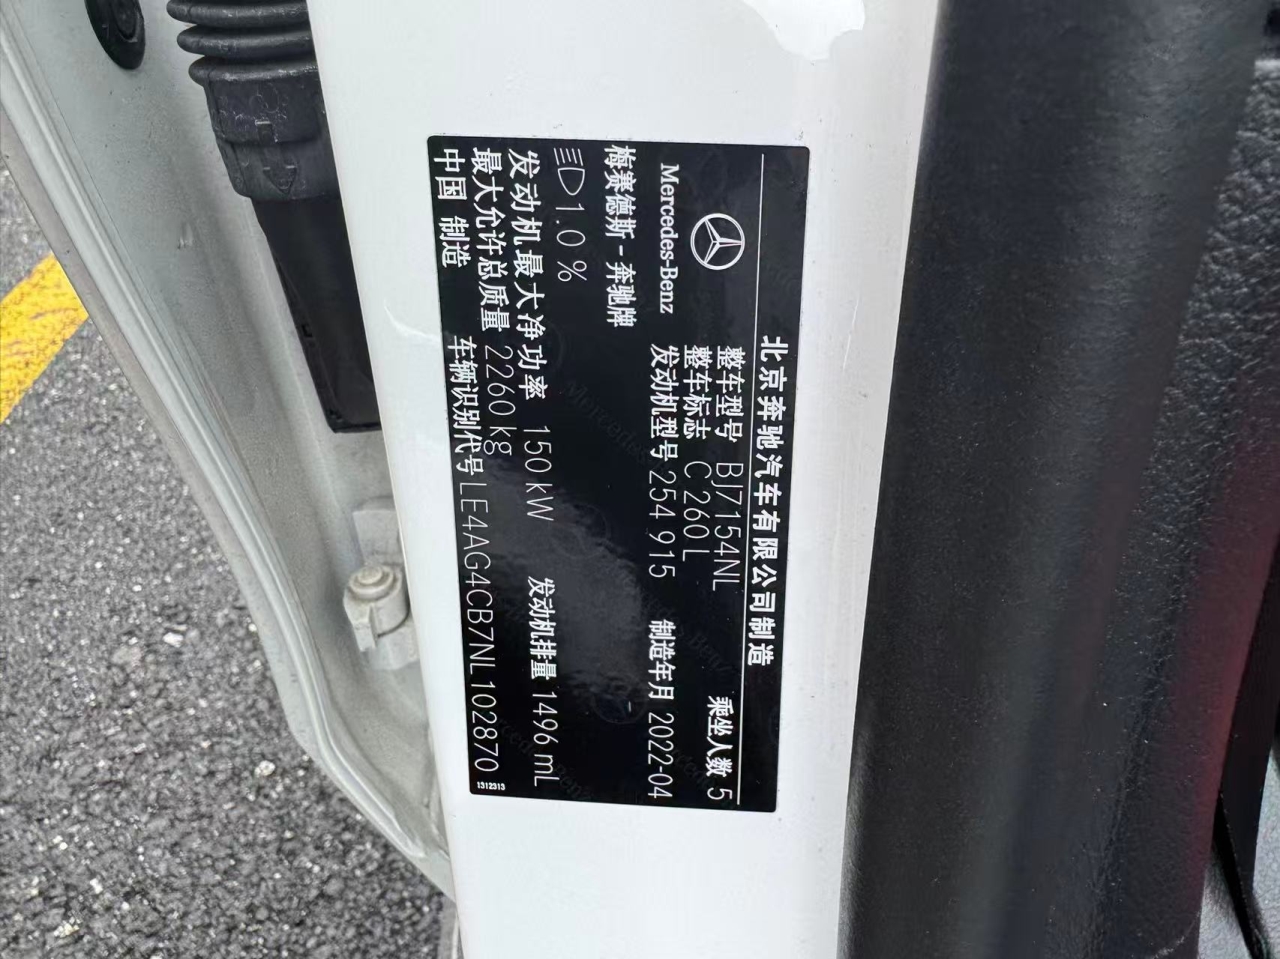 北京奔驰汽车有限公司制造
Mercedes-Benz
整车型号 BJ7154NL 乘坐人数 5
整车标志 C 260 L
发动机型号 254 915 制造年月 2022-04
梅赛德斯-奔驰牌
1.0 %
发动机最大净功率 150 kW 发动机排量 1496 mL
最大允许总质量 2260 kg
中国 制造 车辆识别代号 LE4AG4CB7NL102870
1312313